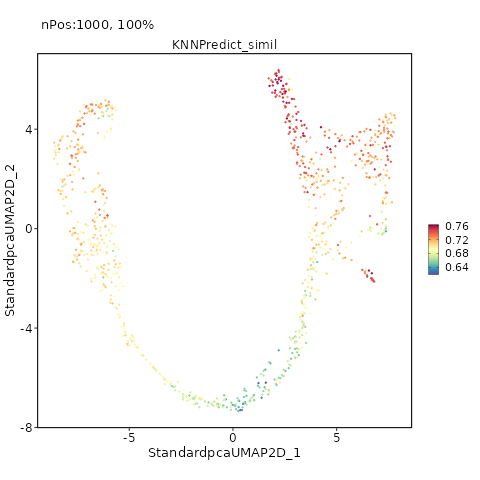 nPos:1000, 100%
KNNPredict_simil
4
0
-4
-8
-5
0
5
StandardpcaUMAP2D_1
StandardpcaUMAP2D_2
0.76
0.72
0.68
0.64